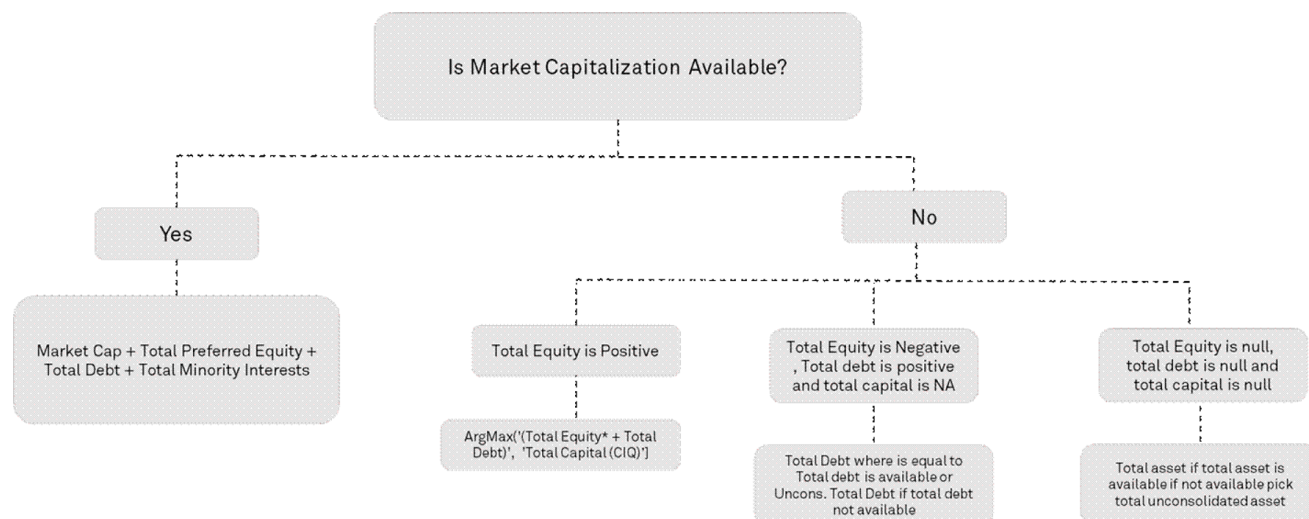 Is Market Capitalization Available?
Yes
No
Market Cap + Total Preferred Equity +
Total Debt + Total Minority Interests
Total Equity is Positive
Total Equity is Negative
, Total debt is positive
and total capital is NA
Total Equity is null,
total debt is null and
total capital is null
ArgMax('(Total Equity* + Total
Debt)', 'Total Capital (CIQ)']
Total Debt where is equal to
Total debt is available or
Uncons. Total Debt if total debt
not available
Total asset if total asset is
available if not available pick
total unconsolidated asset